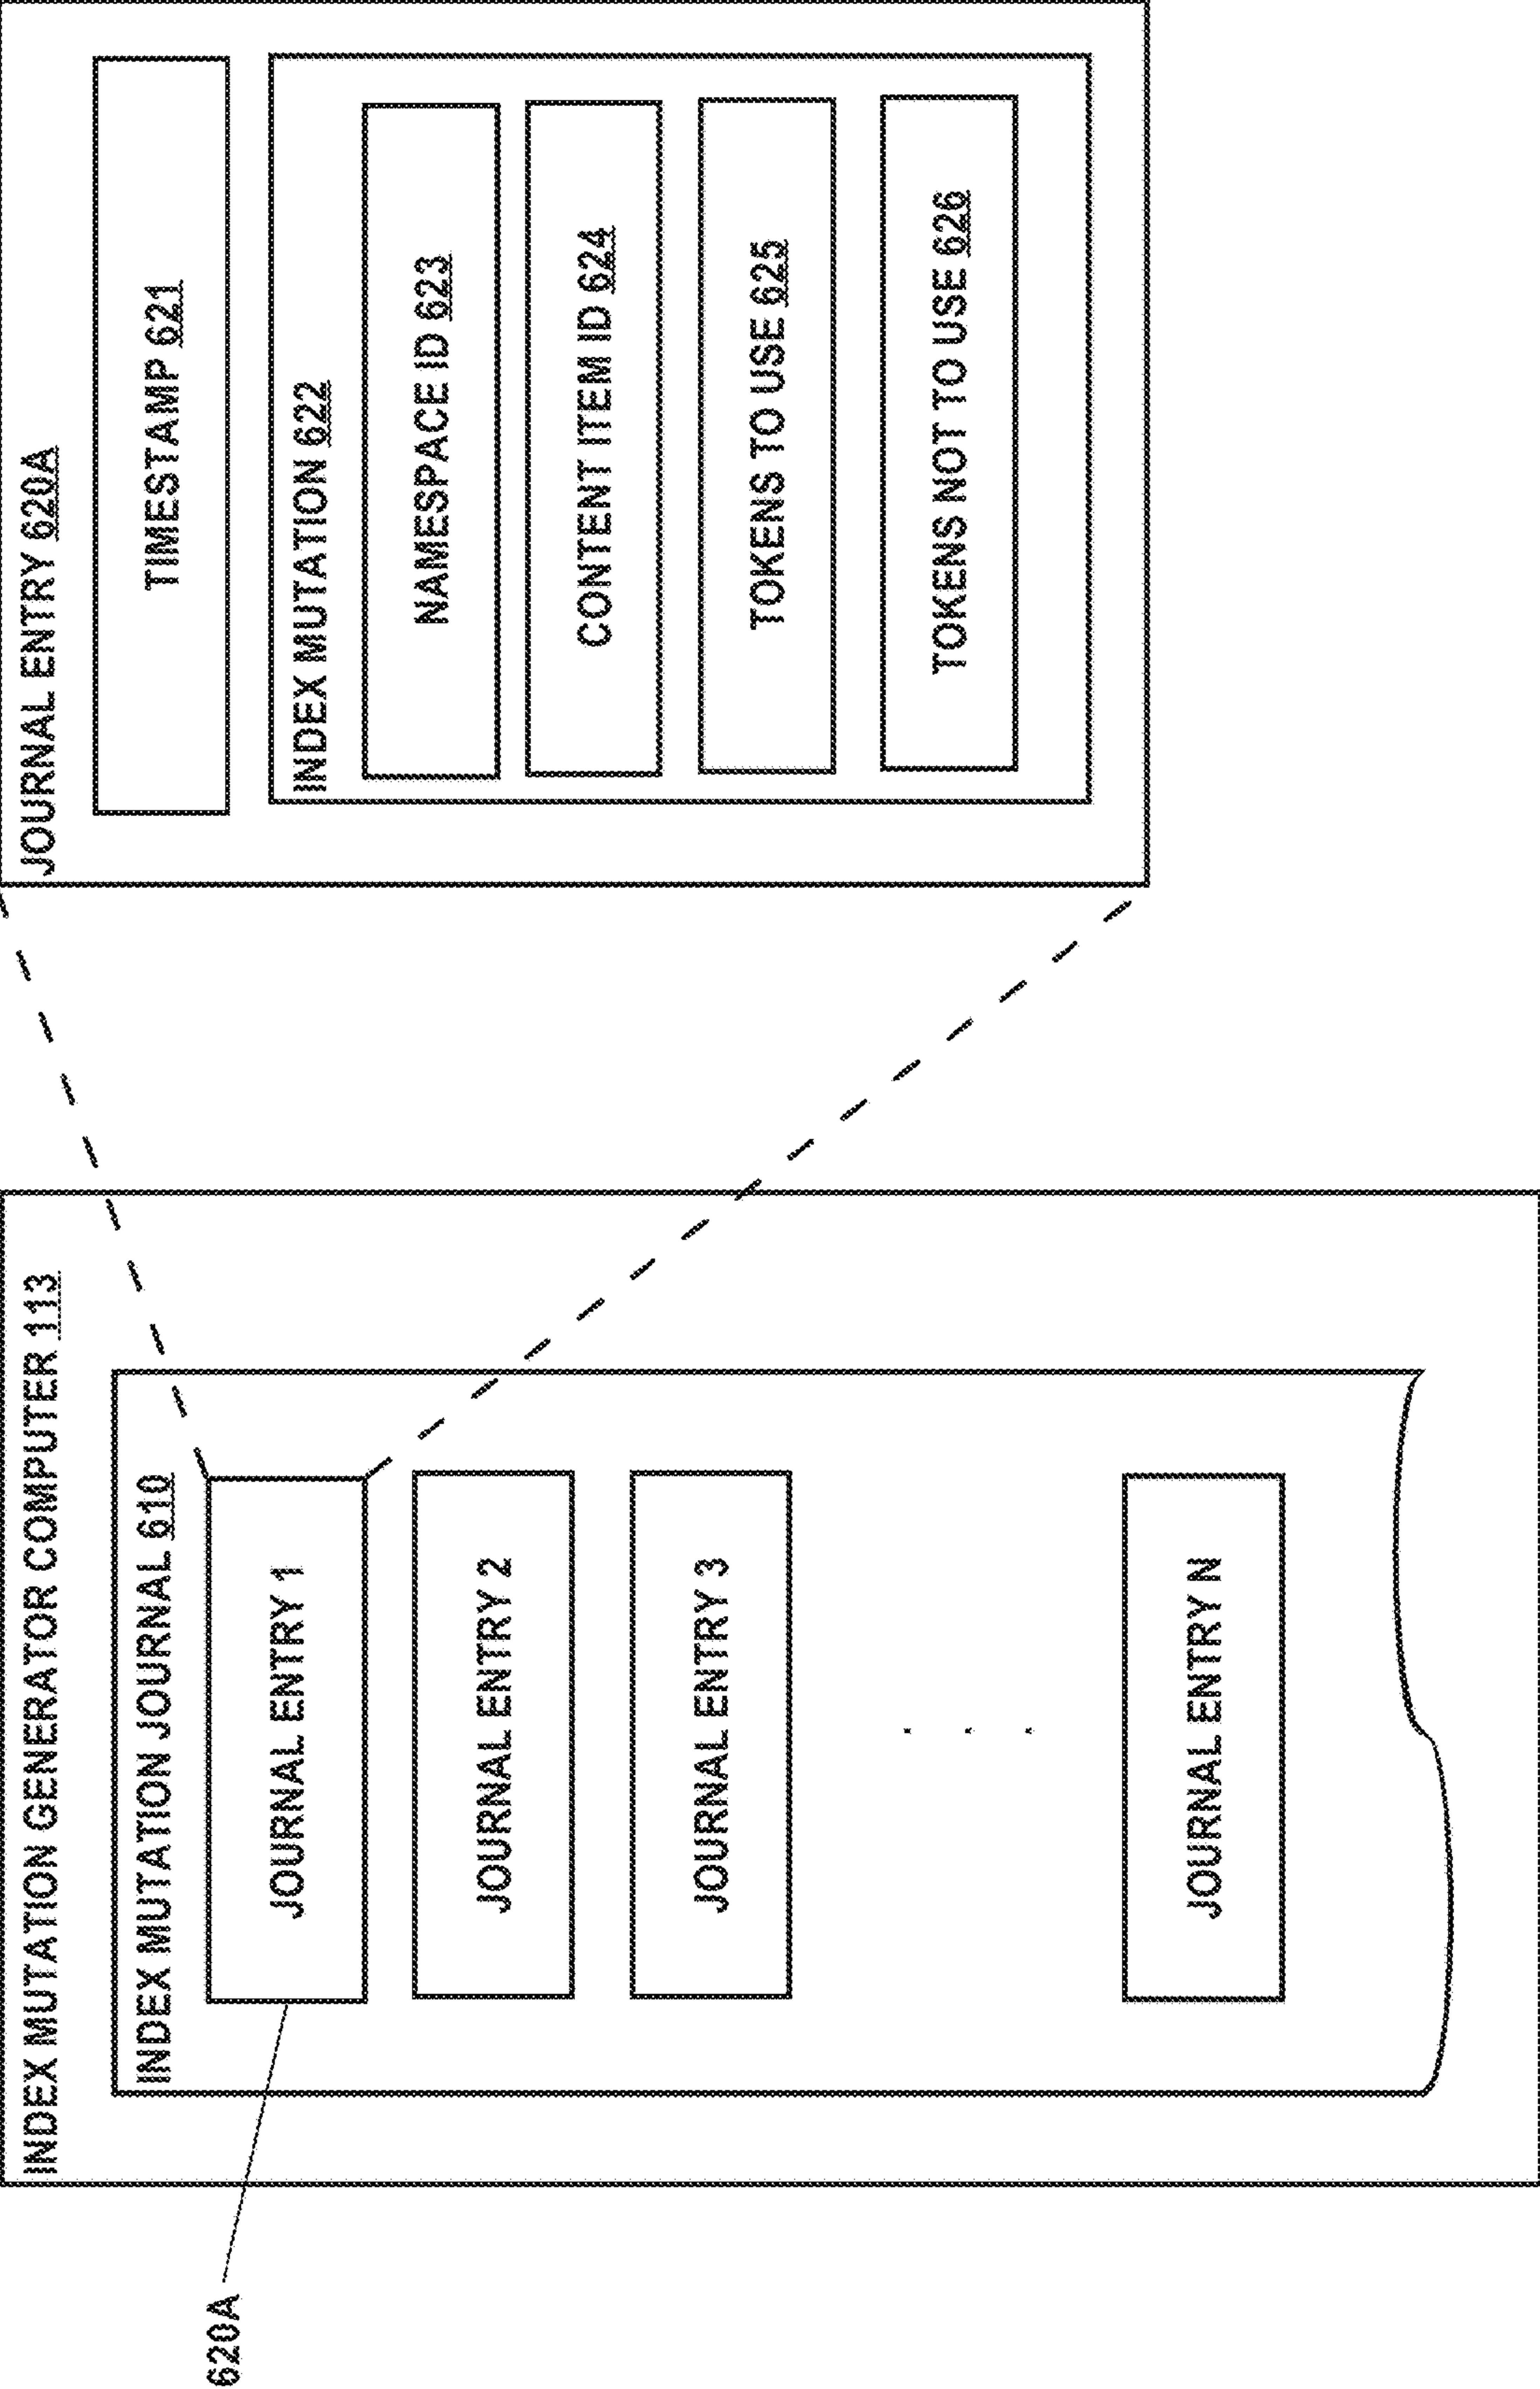 620A
INDEX MUTATION GENERATOR COMPUTER 113
INDEX MUTATION JOURNAL 610
JOURNAL ENTRY 1
JOURNAL ENTRY 2
JOURNAL ENTRY 3
. . .
JOURNAL ENTRY N
JOURNAL ENTRY 620A
TIMESTAMP 621
INDEX MUTATION 622
NAMESPACE ID 623
CONTENT ITEM ID 624
TOKENS TO USE 625
TOKENS NOT TO USE 626